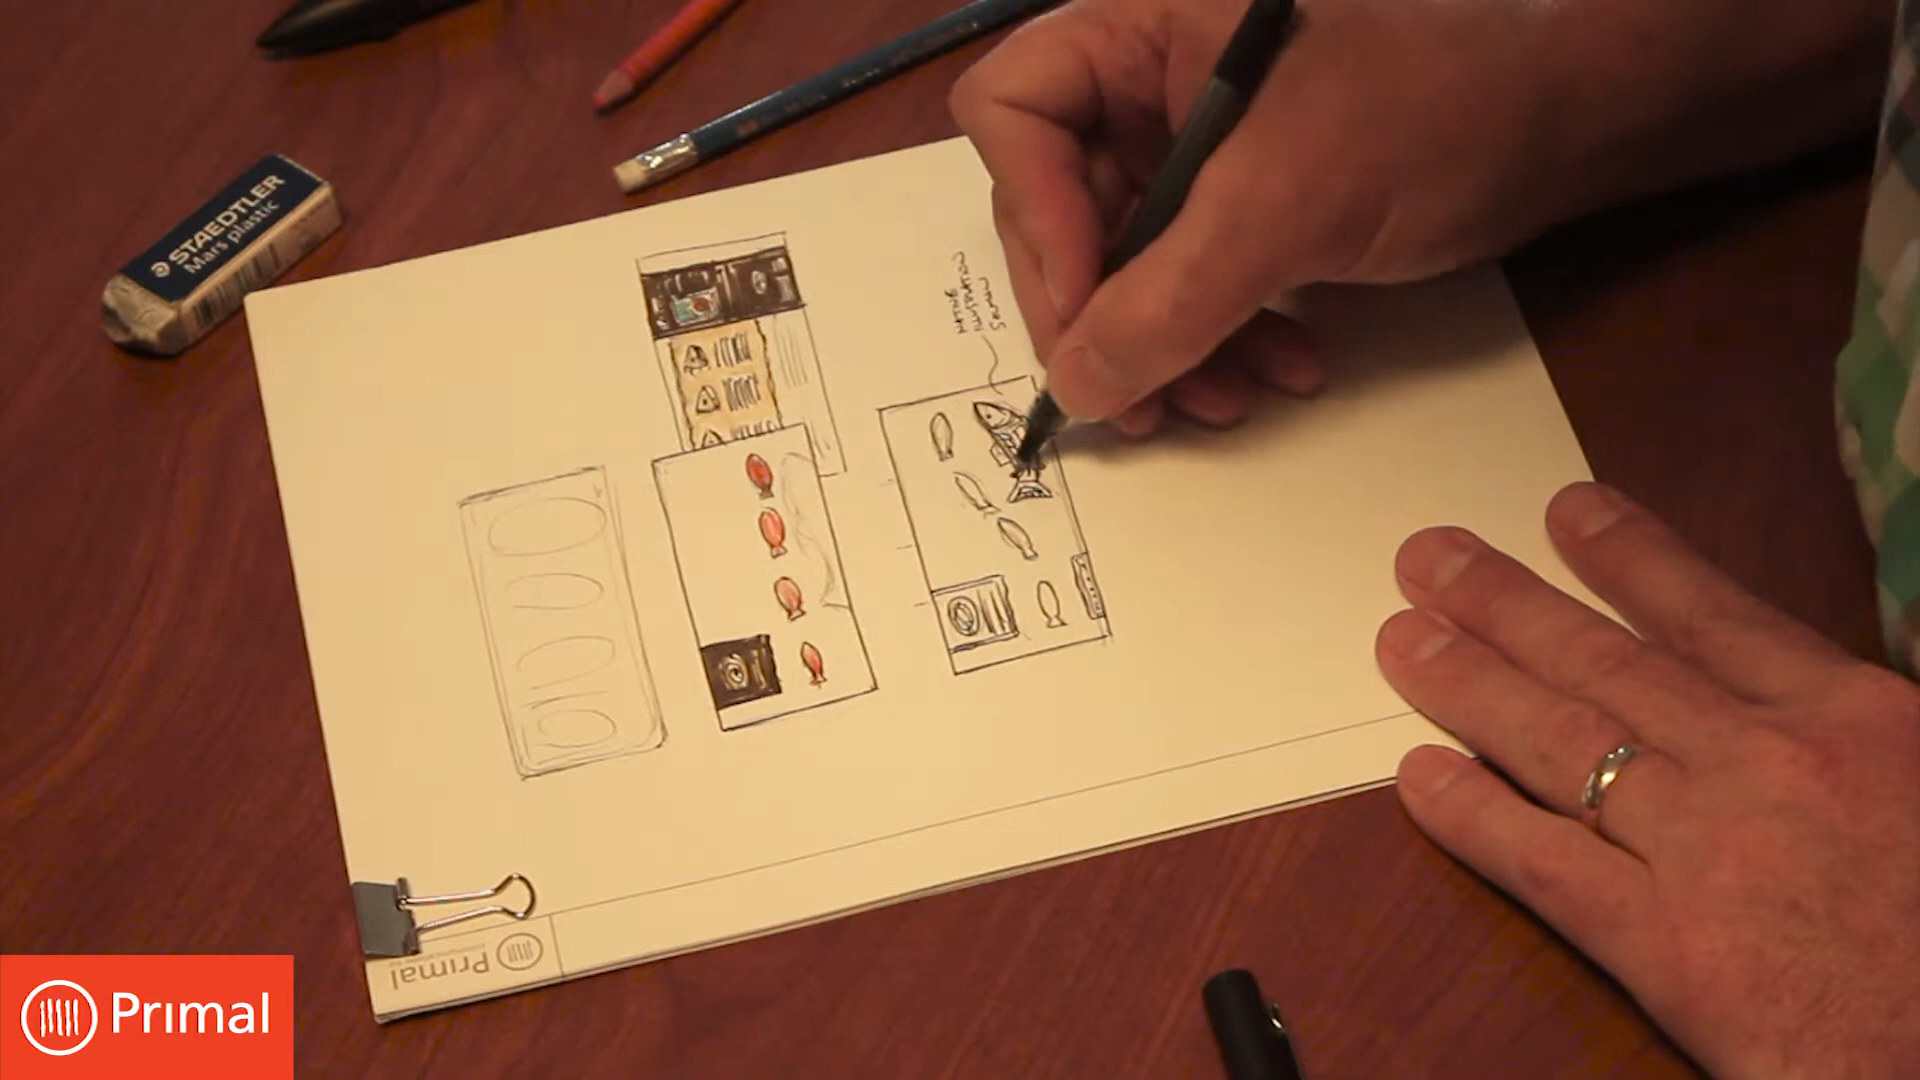 STAEDTLER
Mars plastic
NATIVE
ILLUSTRATION
SALMON
Primal
Primal